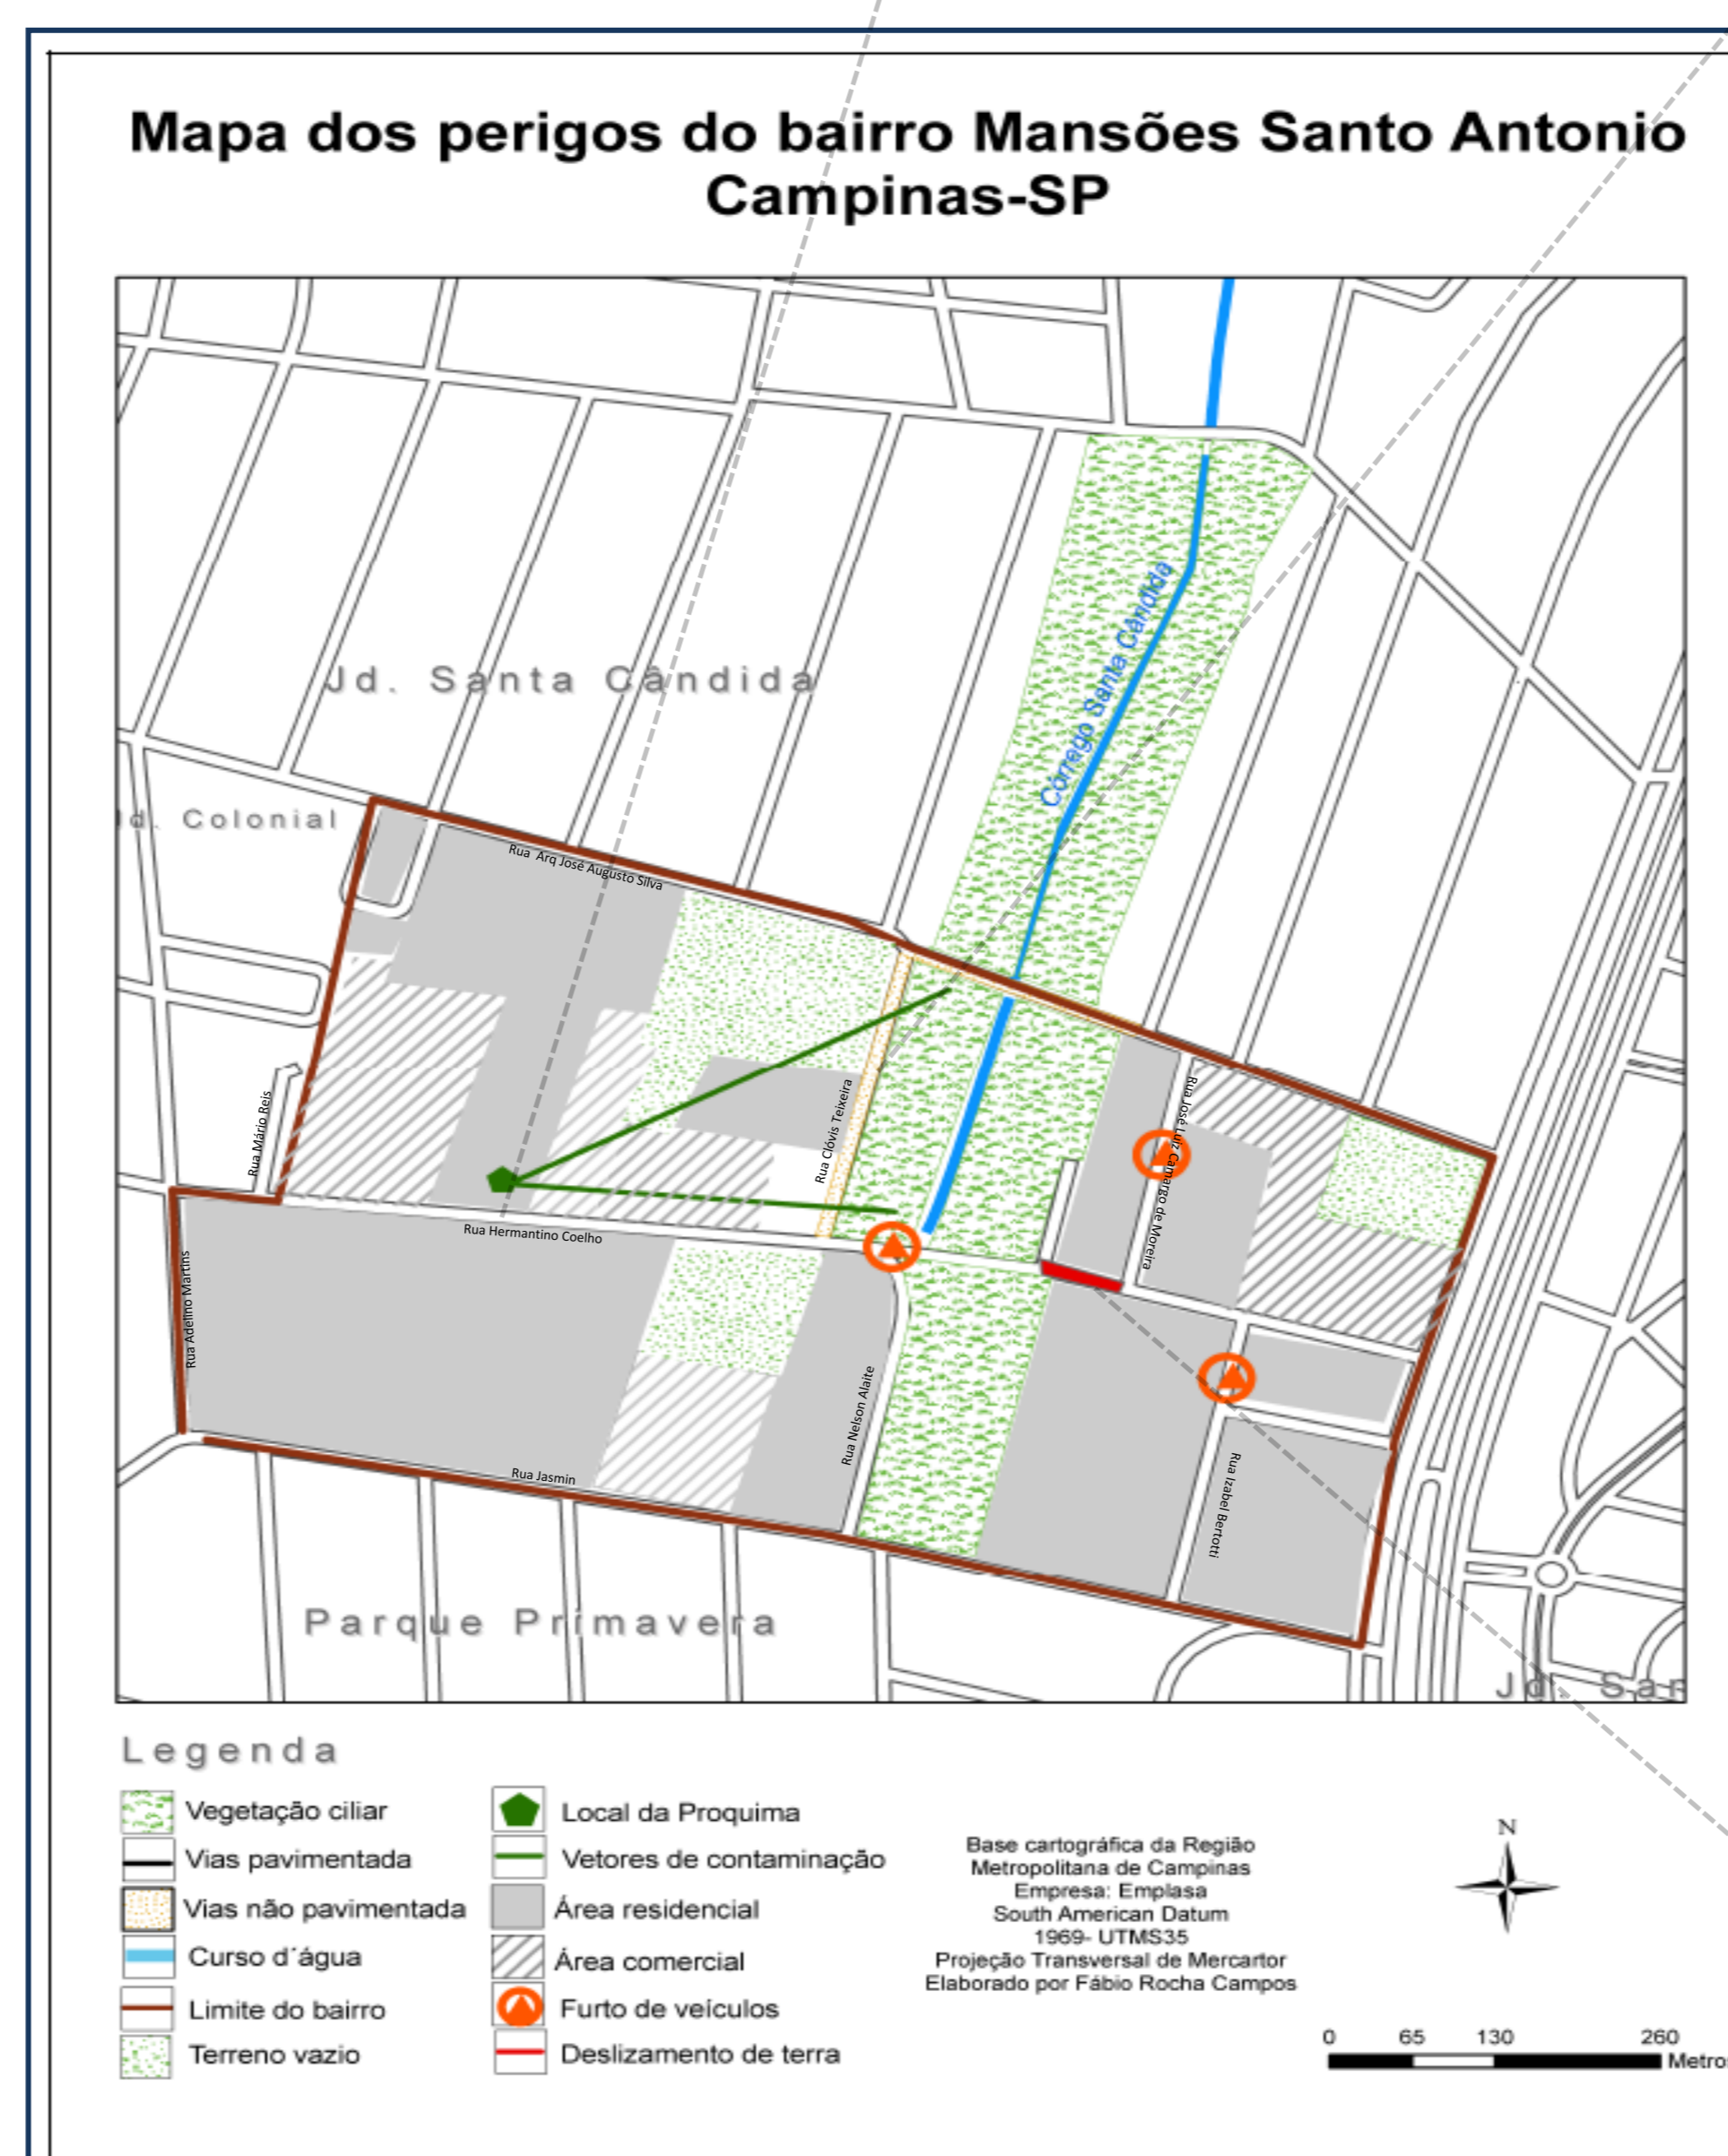 Mapa dos perigos do bairro Mansões Santo Antonio
Campinas-SP
Córrego Santa Cândida
Jd. Santa Cândida
Jd. Colonial
Rua Arq José Augusto Silva
Rua Mário Reis
Rua Clóvis Teixeira
Rua José Luiz Camargo de Moreira
Rua Hermantino Coelho
Rua Adelino Martins
Rua Nelson Alaite
Rua Izabel Bertotti
Rua Jasmin
Parque Primavera
Jd. San
Legenda
Vegetação ciliar
Vias pavimentada
Vias não pavimentada
Curso d´água
Limite do bairro
Terreno vazio
Local da Proquima
Vetores de contaminação
Área residencial
Área comercial
Furto de veículos
Deslizamento de terra
Base cartográfica da Região
Metropolitana de Campinas
Empresa: Emplasa
South American Datum
1969- UTMS35
Projeção Transversal de Mercartor
Elaborado por Fábio Rocha Campos
N
0 65 130 260
Metros